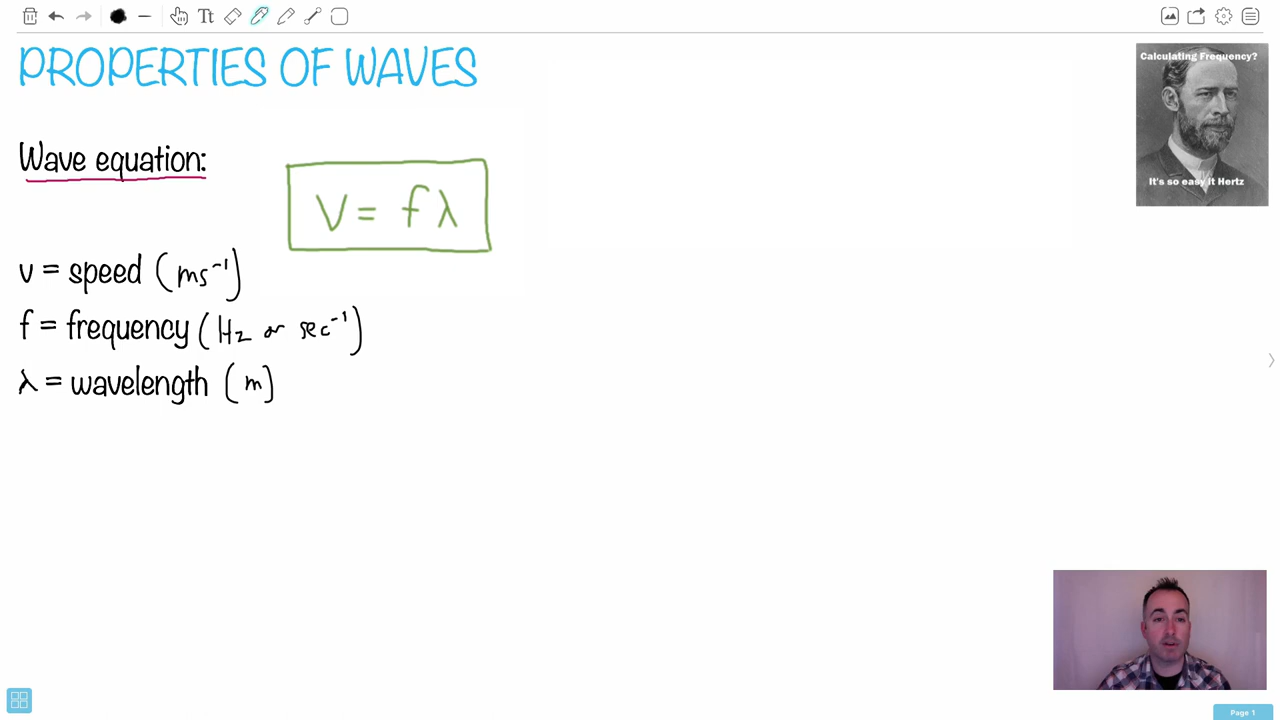 Tt
PROPERTIES OF WAVES
Calculating Frequency?
It's so easy it Hertz
Wave equation:
V = fλ
v = speed (ms⁻¹)
f = frequency (Hz or sec⁻¹)
λ = wavelength (m)
Page 1